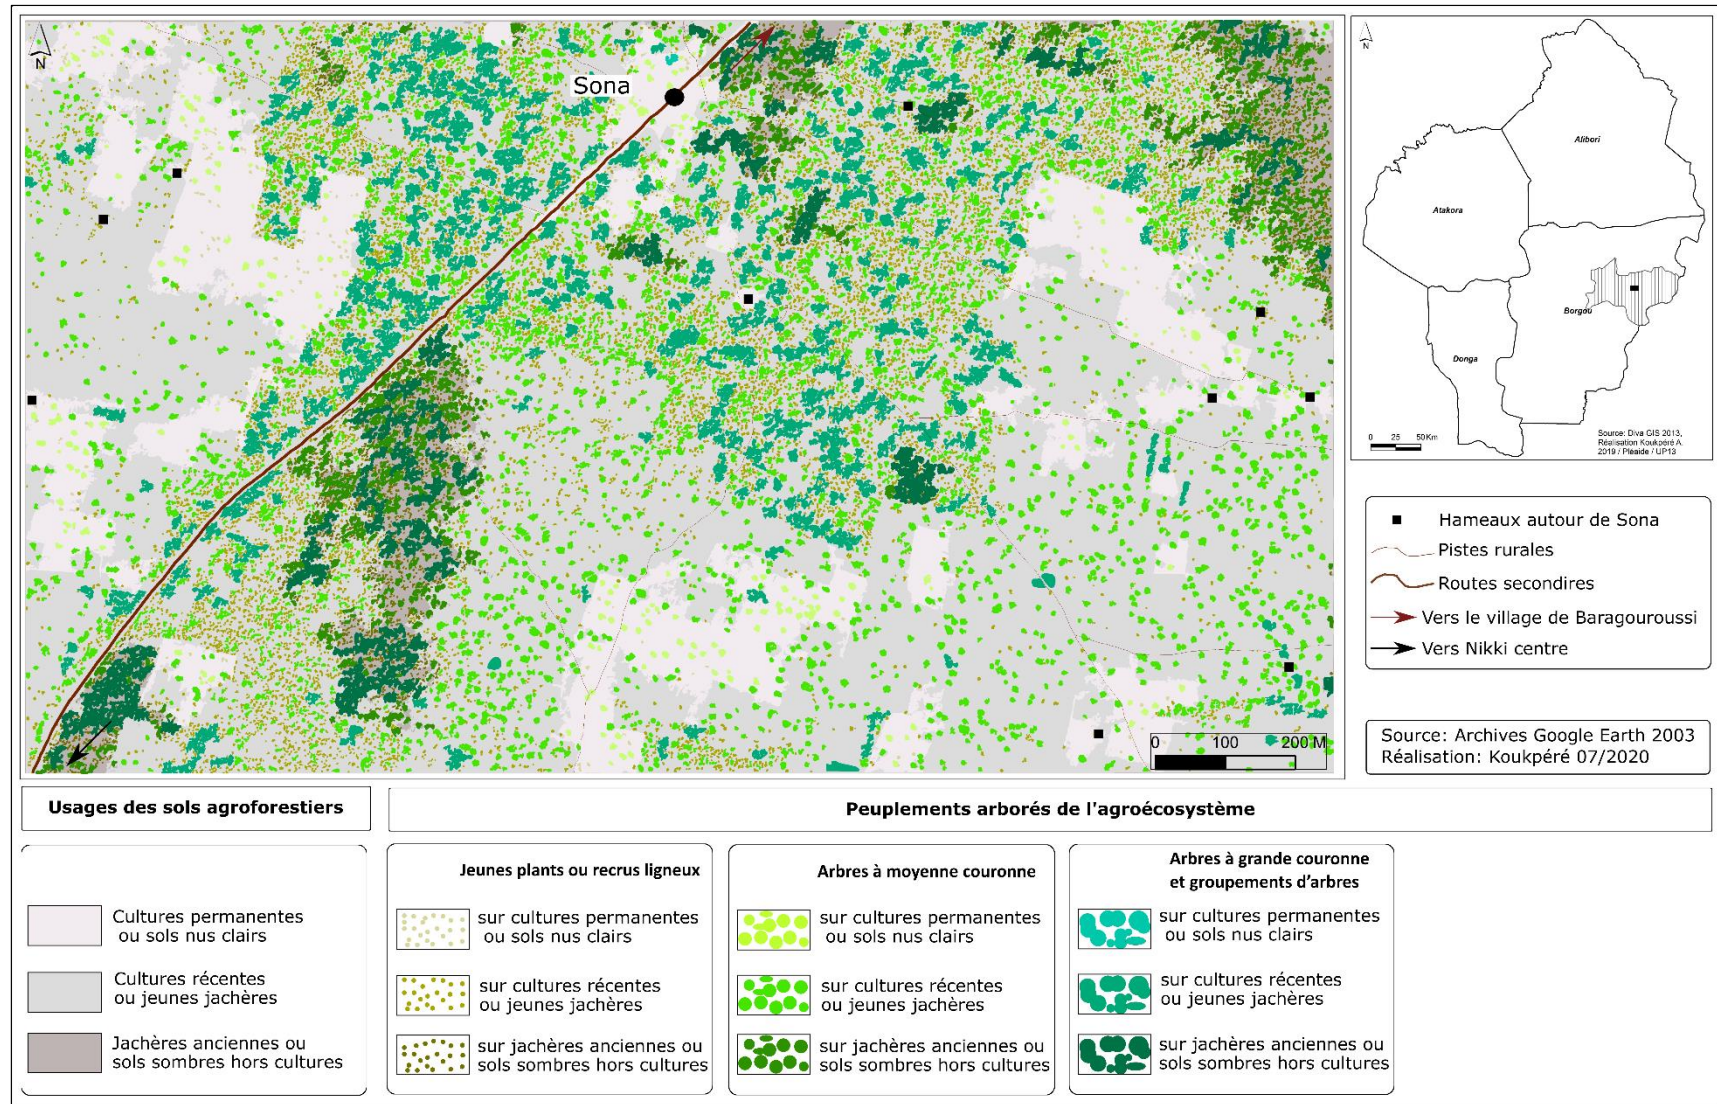 N
Sona
0 100 200 M
N
Alibori
Atakora
Borgou
Donga
0 25 50Km
Source: Diva GIS 2013,
Réalisation Koukpéré A.
2019 / Pléaide / UP13
Hameaux autour de Sona
Pistes rurales
Routes secondires
Vers le village de Baragouroussi
Vers Nikki centre
Source: Archives Google Earth 2003
Réalisation: Koukpéré 07/2020
Usages des sols agroforestiers
Peuplements arborés de l'agroécosystème
Cultures permanentes
ou sols nus clairs
Cultures récentes
ou jeunes jachères
Jachères anciennes ou
sols sombres hors cultures
Jeunes plants ou recrus ligneux
sur cultures permanentes
ou sols nus clairs
sur cultures récentes
ou jeunes jachères
sur jachères anciennes ou
sols sombres hors cultures
Arbres à moyenne couronne
sur cultures permanentes
ou sols nus clairs
sur cultures récentes
ou jeunes jachères
sur jachères anciennes ou
sols sombres hors cultures
Arbres à grande couronne
et groupements d'arbres
sur cultures permanentes
ou sols nus clairs
sur cultures récentes
ou jeunes jachères
sur jachères anciennes ou
sols sombres hors cultures